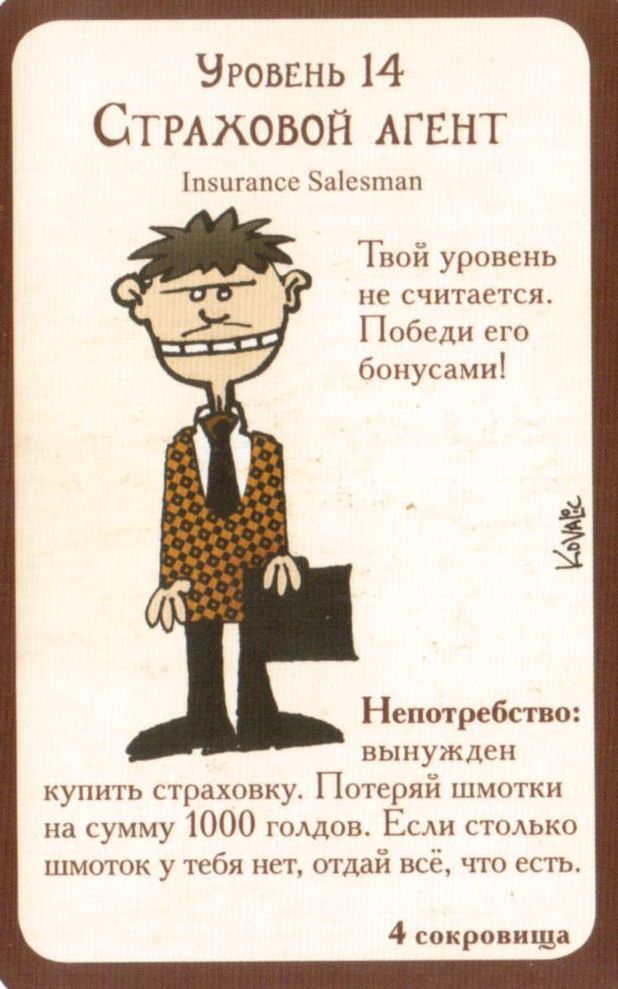 Уровень 14
Страховой агент
Insurance Salesman
Твой уровень
не считается.
Победи его
бонусами!
Kovalic
Непотребство:
вынужден
купить страховку. Потеряй шмотки
на сумму 1000 голдов. Если столько
шмоток у тебя нет, отдай всё, что есть.
4 сокровища